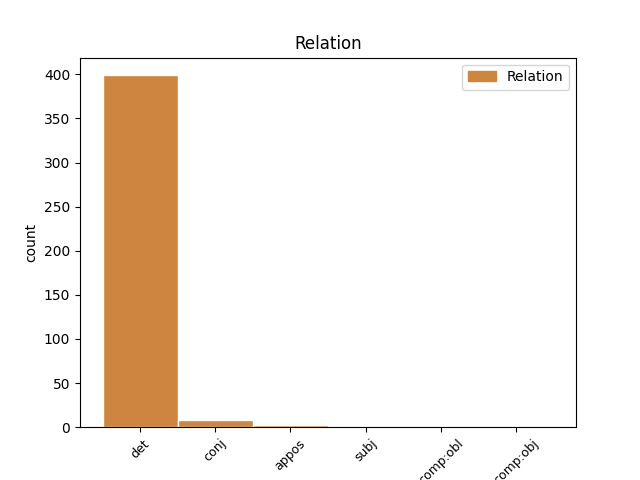 Relation
Relation
400
350
300
250
200
150
100
50
0
count
det
conj
appos
subj
comp:obl
comp:obj